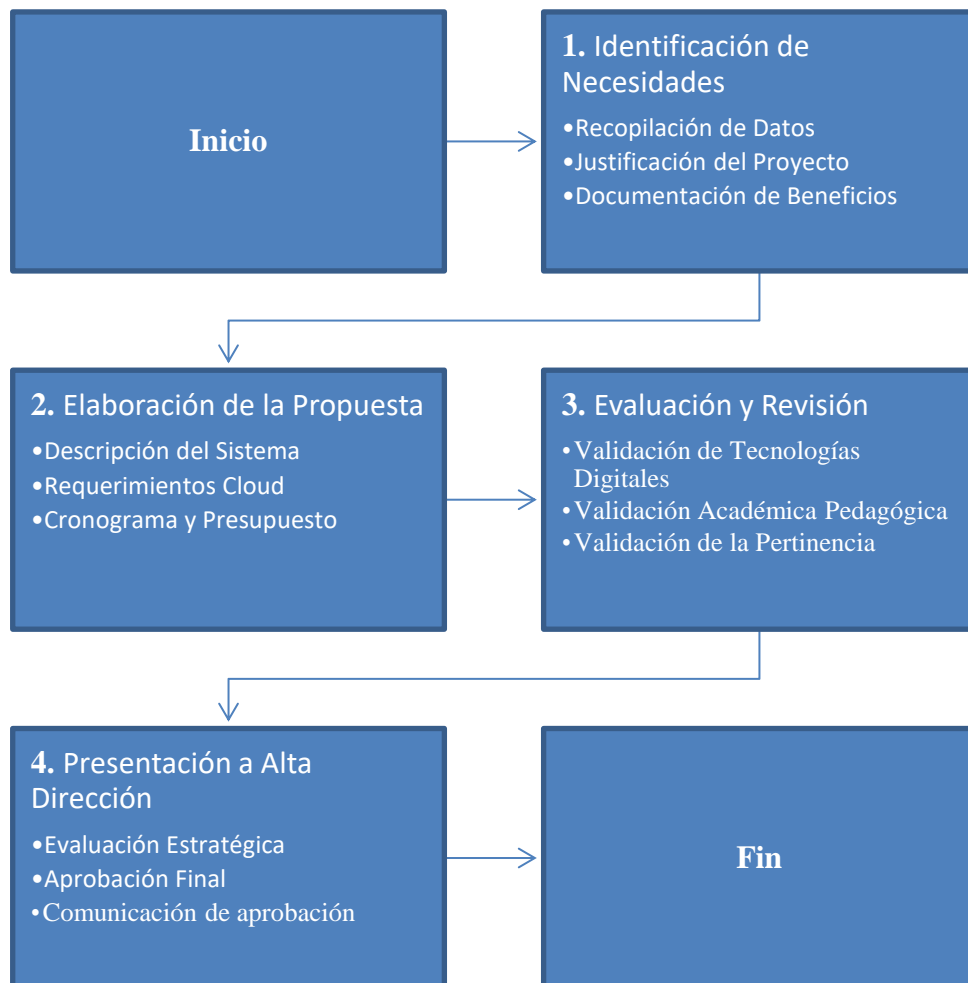 Inicio
1. Identificación de
Necesidades
•Recopilación de Datos
•Justificación del Proyecto
•Documentación de Beneficios
2. Elaboración de la Propuesta
•Descripción del Sistema
•Requerimientos Cloud
•Cronograma y Presupuesto
3. Evaluación y Revisión
•Validación de Tecnologías
Digitales
•Validación Académica Pedagógica
•Validación de la Pertinencia
4. Presentación a Alta
Dirección
•Evaluación Estratégica
•Aprobación Final
•Comunicación de aprobación
Fin